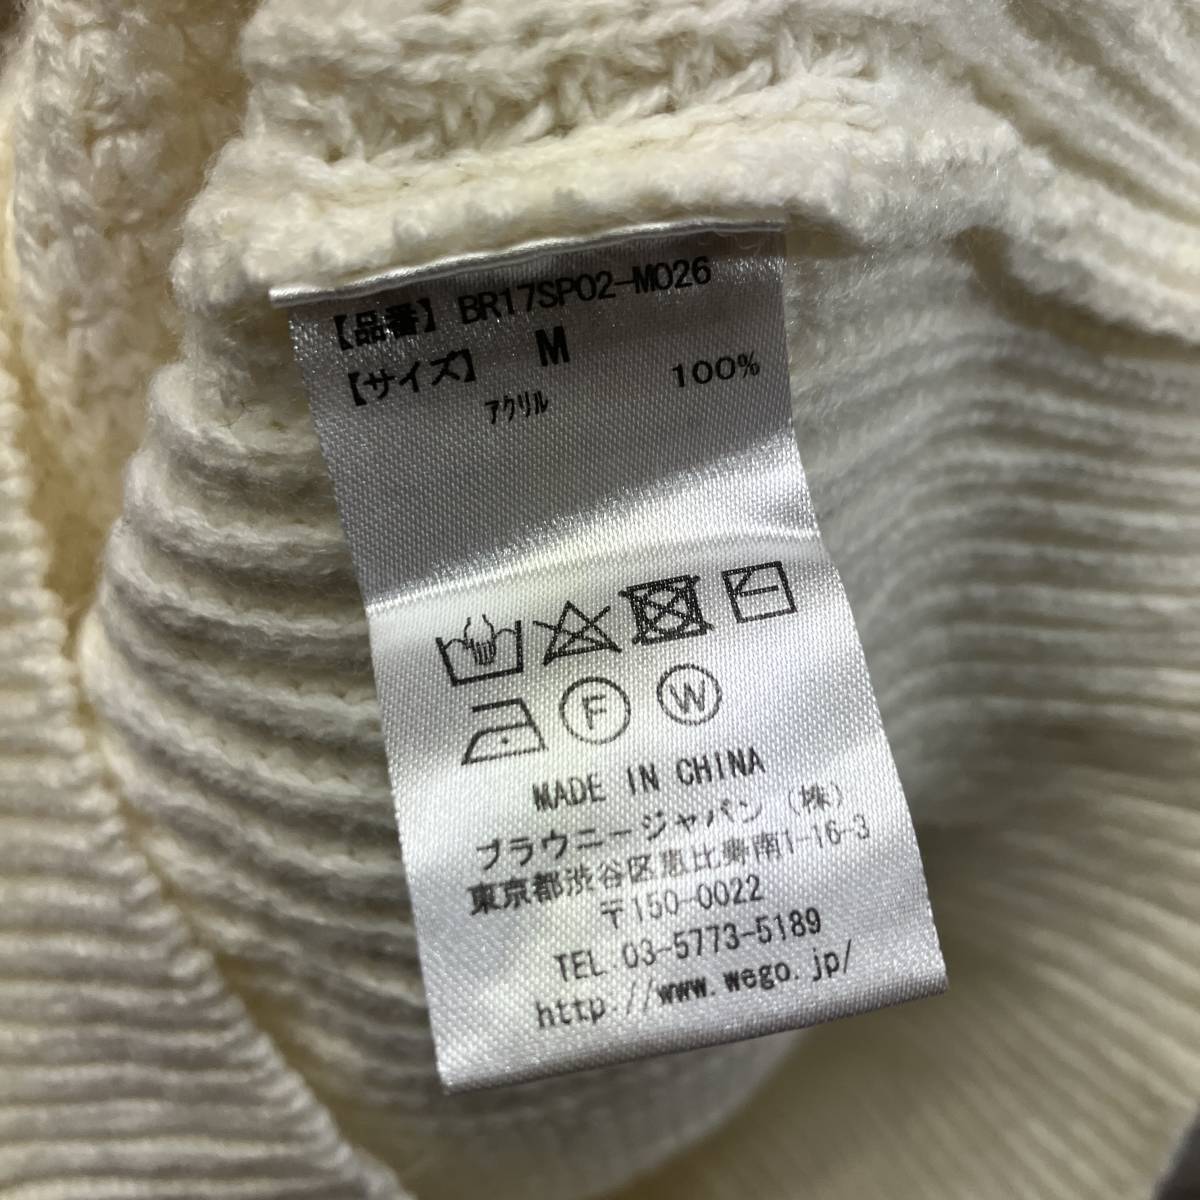 【品番】 BR17SP02-M026
【サイズ】 M
アクリル 100%
F W
MADE IN CHINA
ブラウニージャパン（株）
東京都渋谷区恵比寿南1-16-3
〒150-0022
TEL 03-5773-5189
http://www.wego.jp/